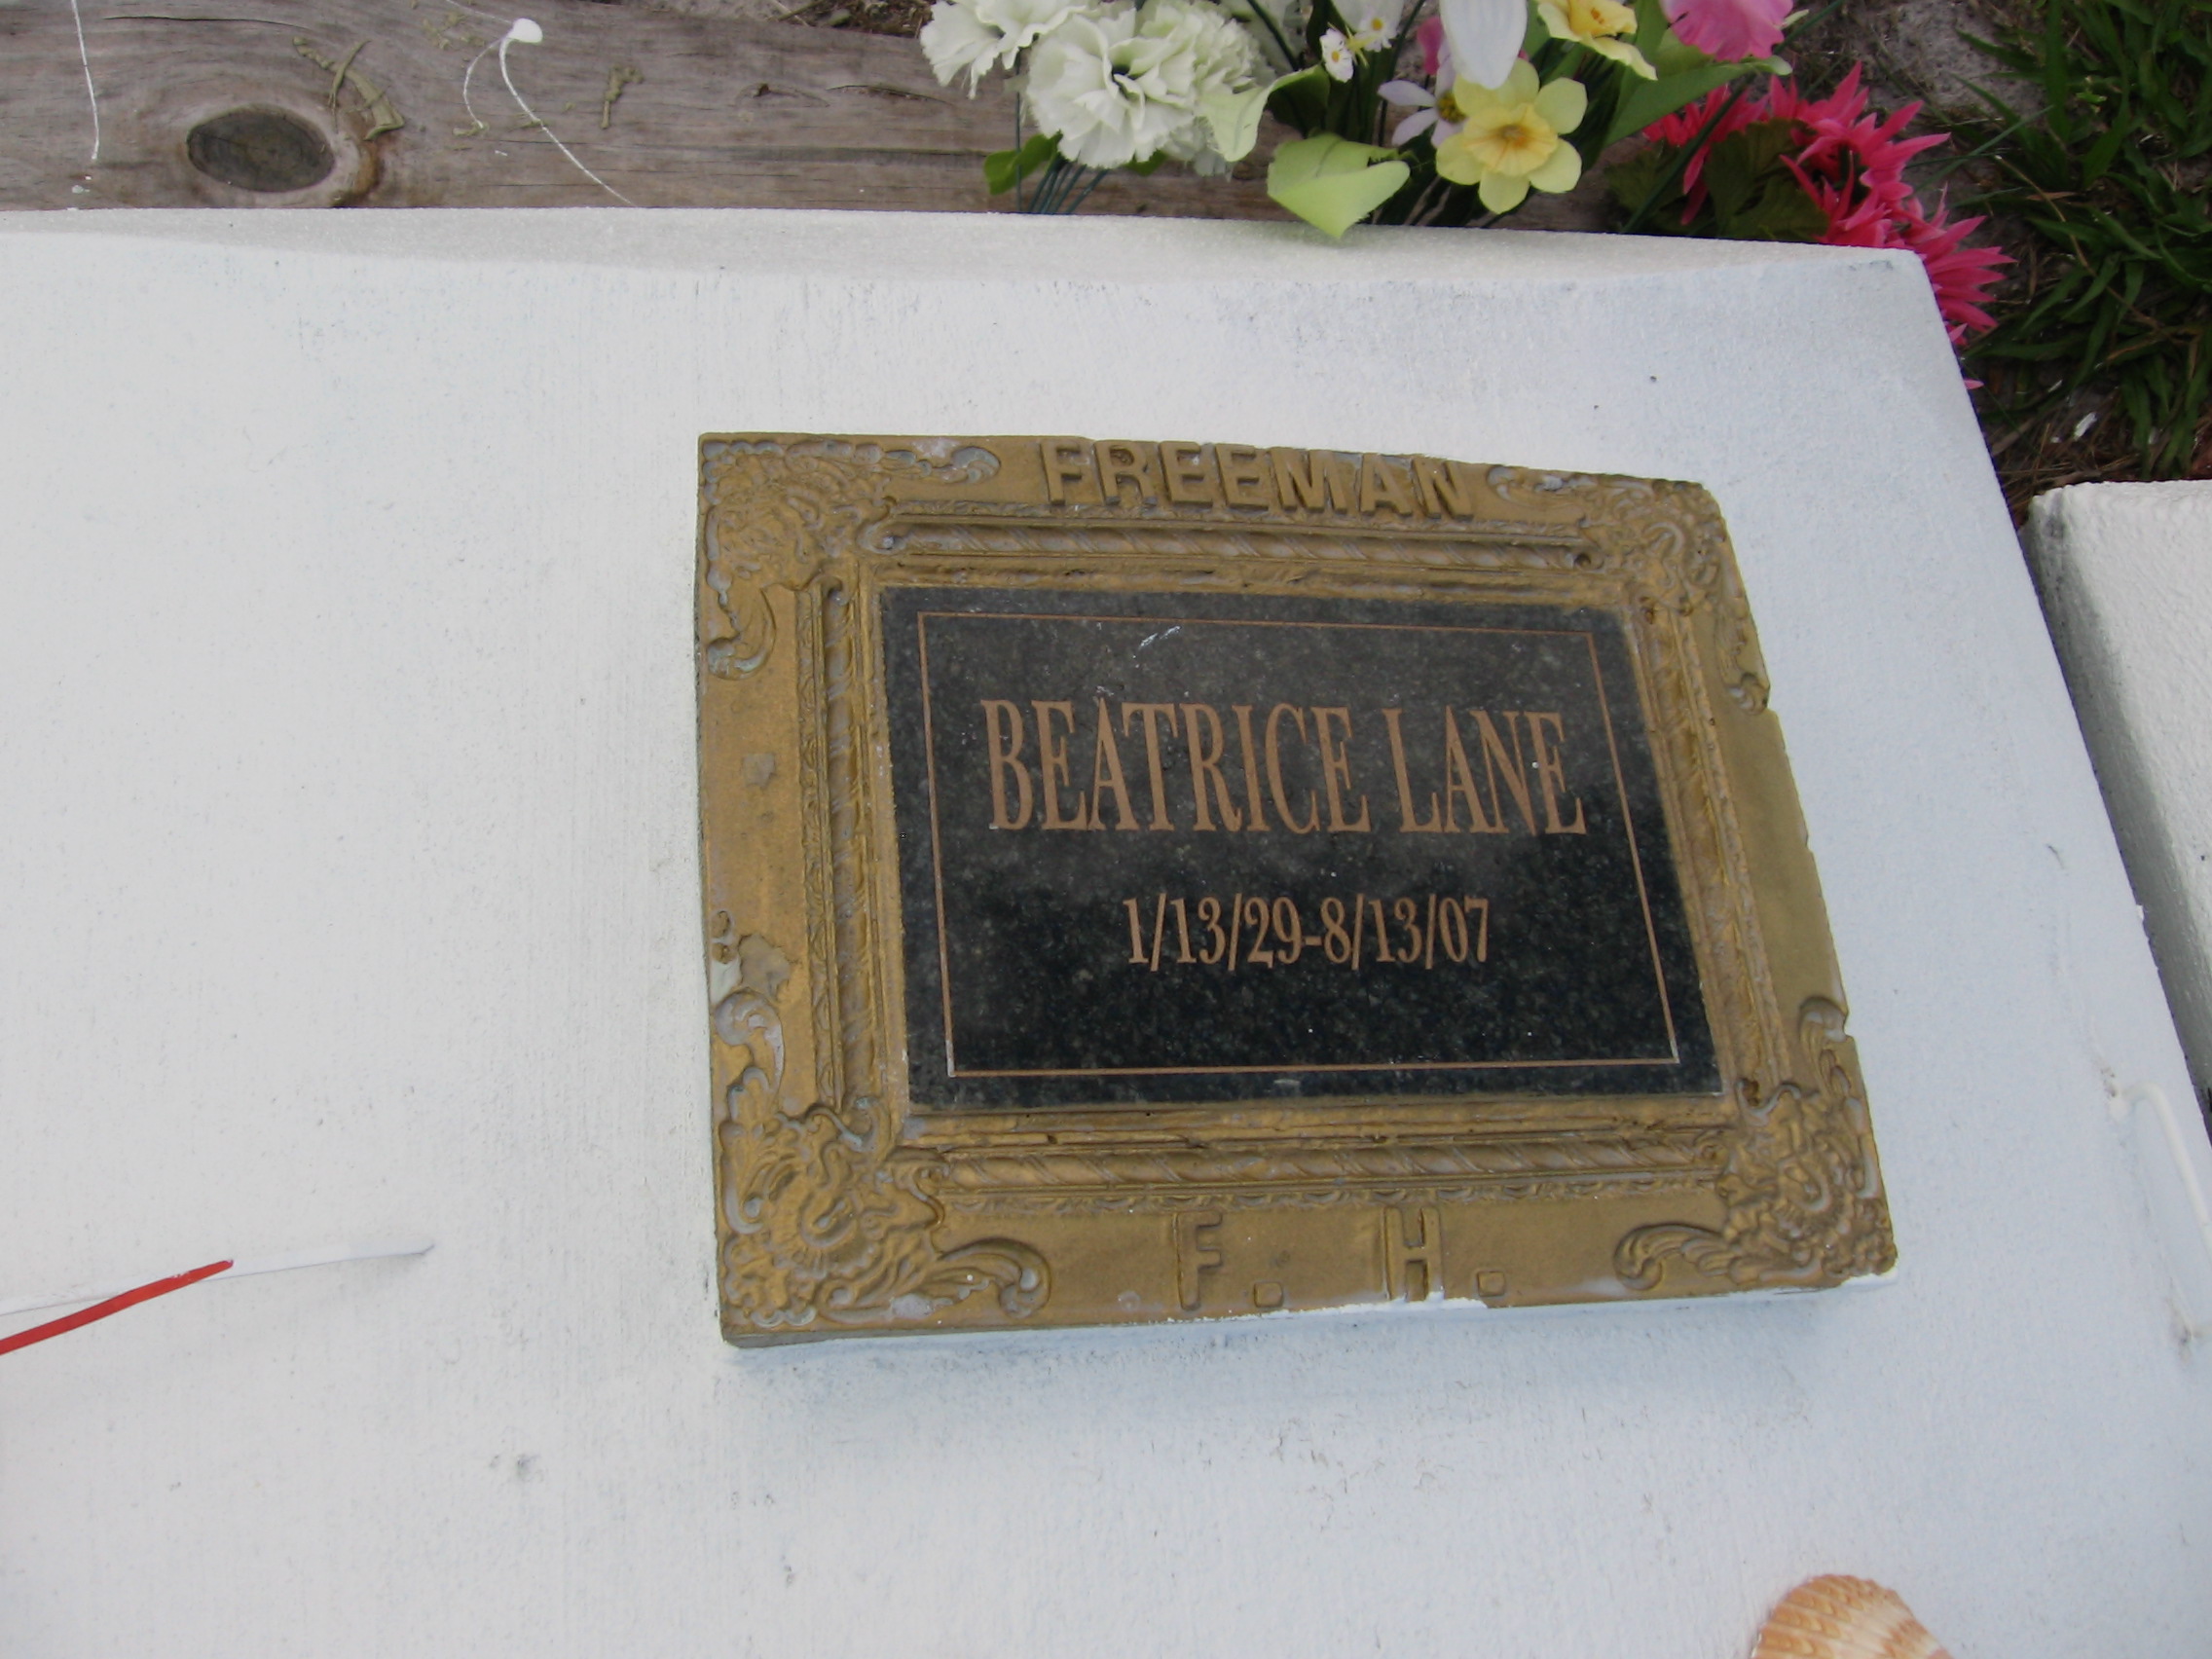 FREEMAN
BEATRICE LANE
1/13/29-8/13/07
F. H.